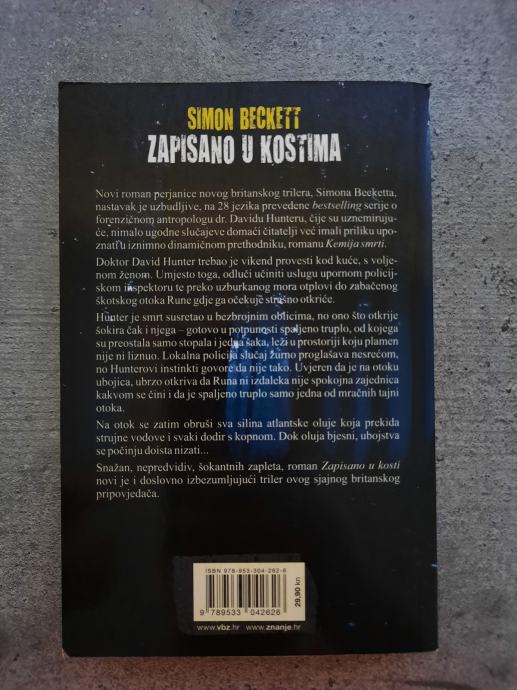 SIMON BECKETT
ZAPISANO U KOSTIMA
Novi roman perjanice novog britanskog trilera, Simona Becketta,
nastavak je uzbudljive, na 28 jezika prevedene bestselling serije o
forenzičnom antropologu dr. Davidu Hunteru, čije su uznemiruju-
će, nimalo ugodne slučajeve domaći čitatelji već imali priliku upo-
znati u iznimno dinamičnom prethodniku, romanu Kemija smrti.
Doktor David Hunter trebao je vikend provesti kod kuće, s volje-
nom ženom. Umjesto toga, odluči učiniti uslugu upornom policij-
skom inspektoru te preko uzburkanog mora otplovi do zabačenog
škotskog otoka Rune gdje ga očekuje strašno otkriće.
Hunter je smrt susretao u bezbrojnim oblicima, no ono što otkrije
šokira čak i njega – gotovo u potpunosti spaljeno truplo, od kojega
su preostala samo stopala i jedna šaka, leži u prostoriji koju plamen
nije ni liznuo. Lokalna policija slučaj žurno proglašava nesrećom,
no Hunterovi instinkti govore da nije tako. Uvjeren da je na otoku
ubojica, ubrzo otkriva da Runa ni izdaleka nije spokojna zajednica
kakvom se čini i da je spaljeno truplo samo jedna od mračnih tajni
otoka.
Na otok se zatim obruši sva silina atlantske oluje koja prekida
strujne vodove i svaki dodir s kopnom. Dok oluja bjesni, ubojstva
se počinju doista nizati...
Snažan, nepredvidiv, šokantnih zapleta, roman Zapisano u kosti
novi je i doslovno izbezumljujući triler ovog sjajnog britanskog
pripovjedača.
ISBN 978-953-304-262-6
9 789533 042626
29,90 kn
www.vbz.hr www.znanje.hr